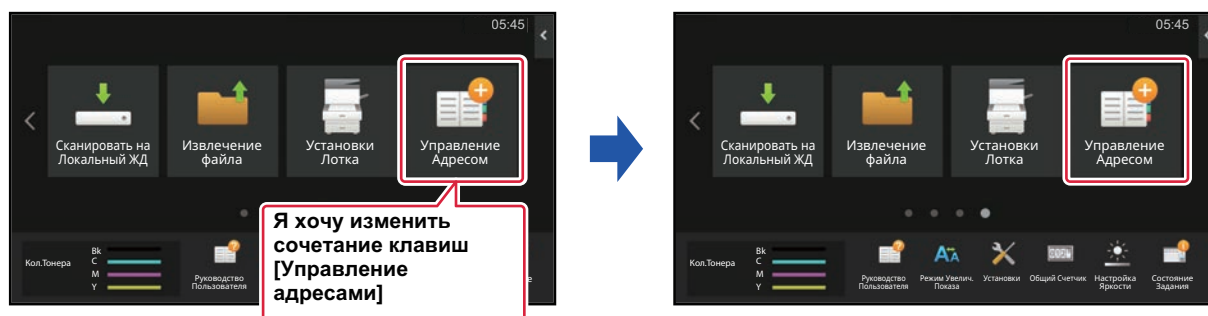 05:45
Сканировать на
Локальный ЖД
Извлечение
файла
Установки
Лотка
Управление
Адресом
Я хочу изменить
сочетание клавиш
[Управление
адресами]
Кол.Тонера
Bk
C
M
Y
Руководство
Пользователя
е
05:45
Сканировать на
Локальный ЖД
Извлечение
файла
Установки
Лотка
Управление
Адресом
Кол.Тонера
Bk
C
M
Y
Руководство
Пользователя
Режим Увелич.
Показа
Установки
Общий Счетчик
Настройка
Яркости
Состояние
Задания